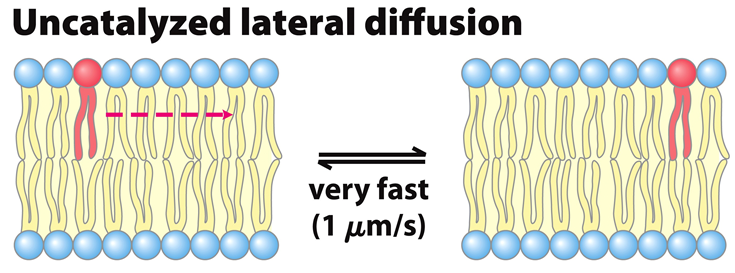 Uncatalyzed lateral diffusion
very fast
(1 μm/s)